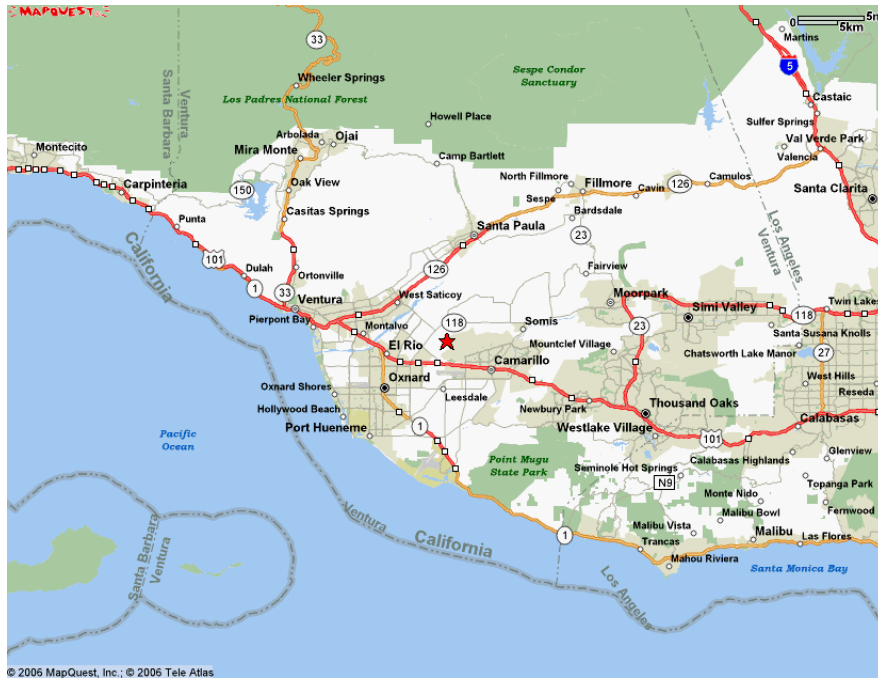 MAPQUEST
0
5m
5km
Martins
33
5
Wheeler Springs
Sespe Condor
Sanctuary
Los Padres National Forest
Castaic
Ventura
Santa Barbara
Howell Place
Sulfer Springs
Arbolada
Ojai
Val Verde Park
Montecito
Mira Monte
Camp Bartlett
Valencia
150
Oak View
North Fillmore
Fillmore
126
Camulos
Carpinteria
Sespe
Cavin
Santa Clarita
Punta
Casitas Springs
Bardsdale
Santa Paula
23
Los Angeles
Ventura
California
101
Dulah
Ortonville
126
Fairview
1
33
Ventura
West Saticoy
Moorpark
Simi Valley
Twin Lakes
Pierpont Bay
Montalvo
118
Somis
23
118
Santa Susana Knolls
El Rio
Mountclef Village
Chatsworth Lake Manor
27
Camarillo
Oxnard
West Hills
Oxnard Shores
Leesdale
Reseda
Newbury Park
Thousand Oaks
Hollywood Beach
Calabasas
Port Hueneme
1
Westlake Village
101
Pacific
Ocean
Point Mugu
State Park
Calabasas Highlands
Glenview
Seminole Hot Springs
N9
Topanga Park
Monte Nido
Fernwood
Malibu Bowl
Santa Barbara
Ventura
Ventura
California
1
Malibu Vista
Malibu
Las Flores
Trancas
Mahou Riviera
Santa Monica Bay
Los Angeles
© 2006 MapQuest, Inc.; © 2006 Tele Atlas